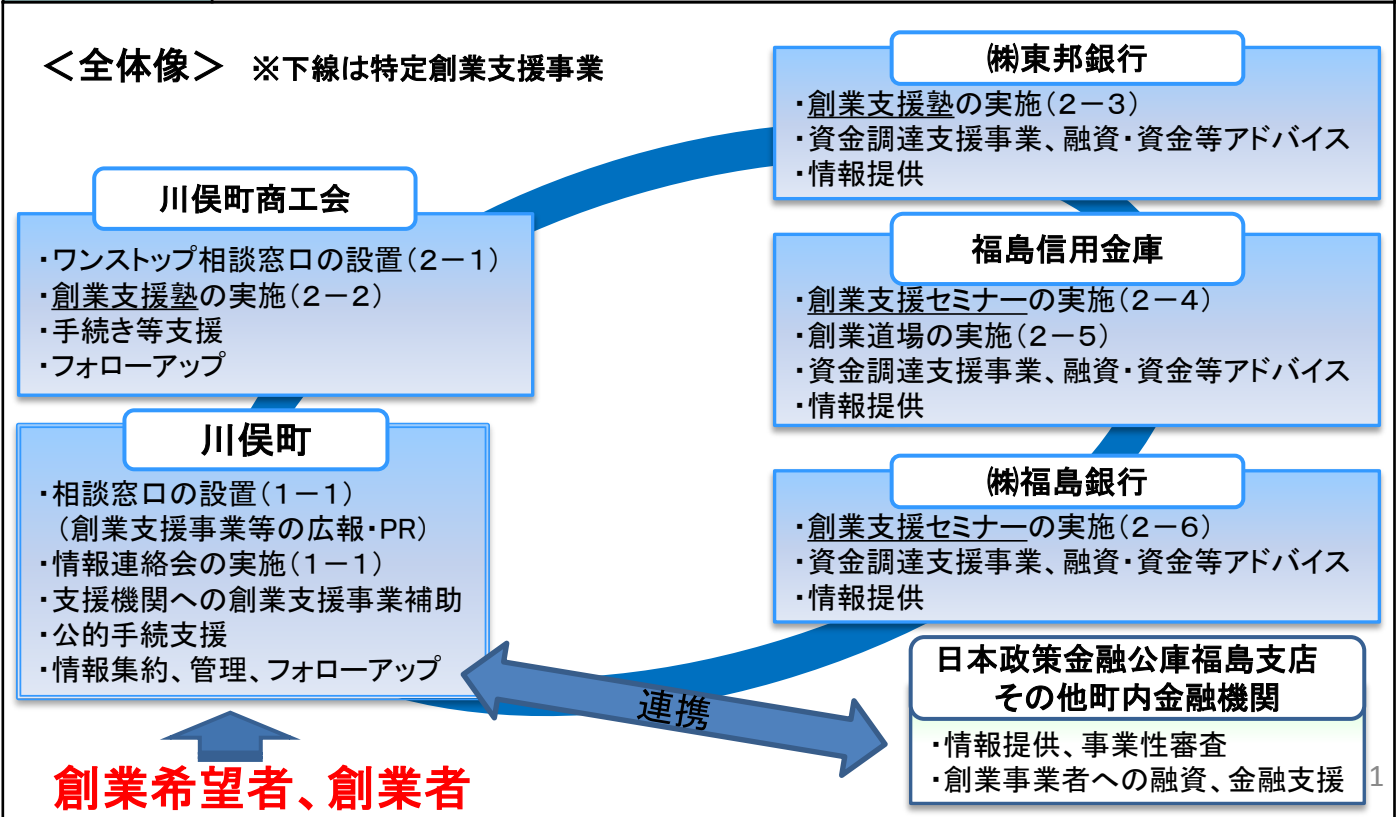 ＜全体像＞ ※下線は特定創業支援事業
川俣町商工会
・ワンストップ相談窓口の設置(２－１)
・創業支援塾の実施(２－２)
・手続き等支援
・フォローアップ
川俣町
・相談窓口の設置(１－１)
（創業支援事業等の広報・PR）
・情報連絡会の実施(１－１)
・支援機関への創業支援事業補助
・公的手続支援
・情報集約、管理、フォローアップ
創業希望者、創業者
㈱東邦銀行
・創業支援塾の実施(２－３)
・資金調達支援事業、融資・資金等アドバイス
・情報提供
福島信用金庫
・創業支援セミナーの実施(２－４)
・創業道場の実施(２－５)
・資金調達支援事業、融資・資金等アドバイス
・情報提供
㈱福島銀行
・創業支援セミナーの実施(２－６)
・資金調達支援事業、融資・資金等アドバイス
・情報提供
連携
日本政策金融公庫福島支店
その他町内金融機関
・情報提供、事業性審査
・創業事業者への融資、金融支援
1